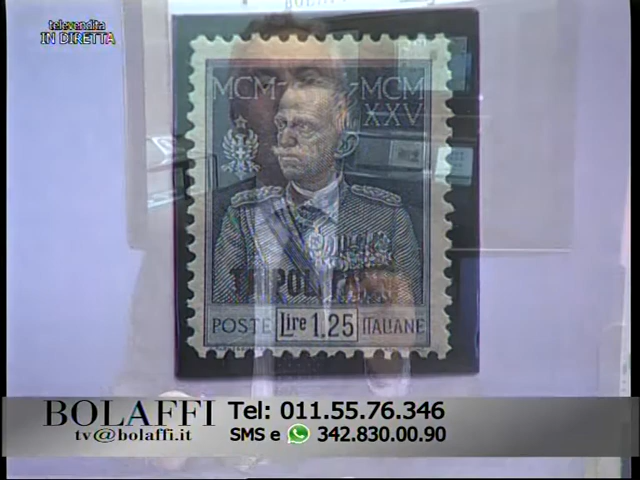 televendita
IN DIRETTA
MCM MCM
XXV
TRIPOLITANIA
POSTE Lire 1,25 ITALIANE
BOLAFFI
tv@bolaffi.it
Tel: 011.55.76.346
SMS e 342.830.00.90